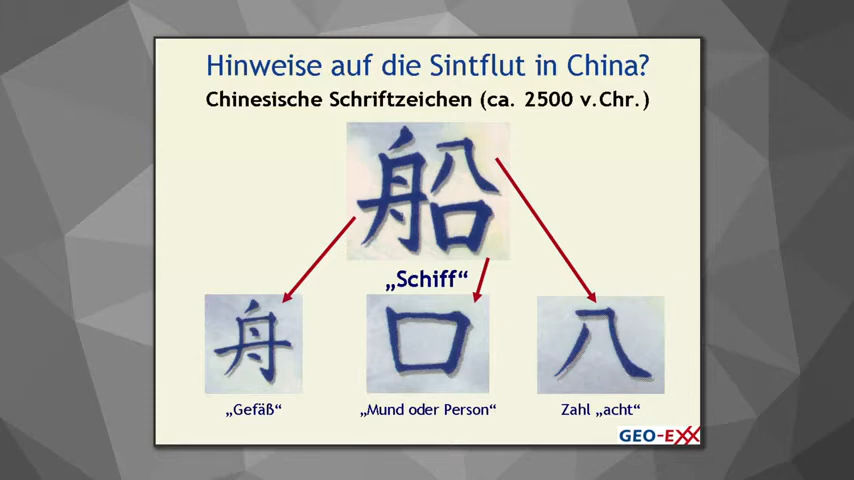 Hinweise auf die Sintflut in China?
Chinesische Schriftzeichen (ca. 2500 v.Chr.)
船
„Schiff“
舟 口 八
„Gefäß“ „Mund oder Person“ Zahl „acht“
GEO-EXX